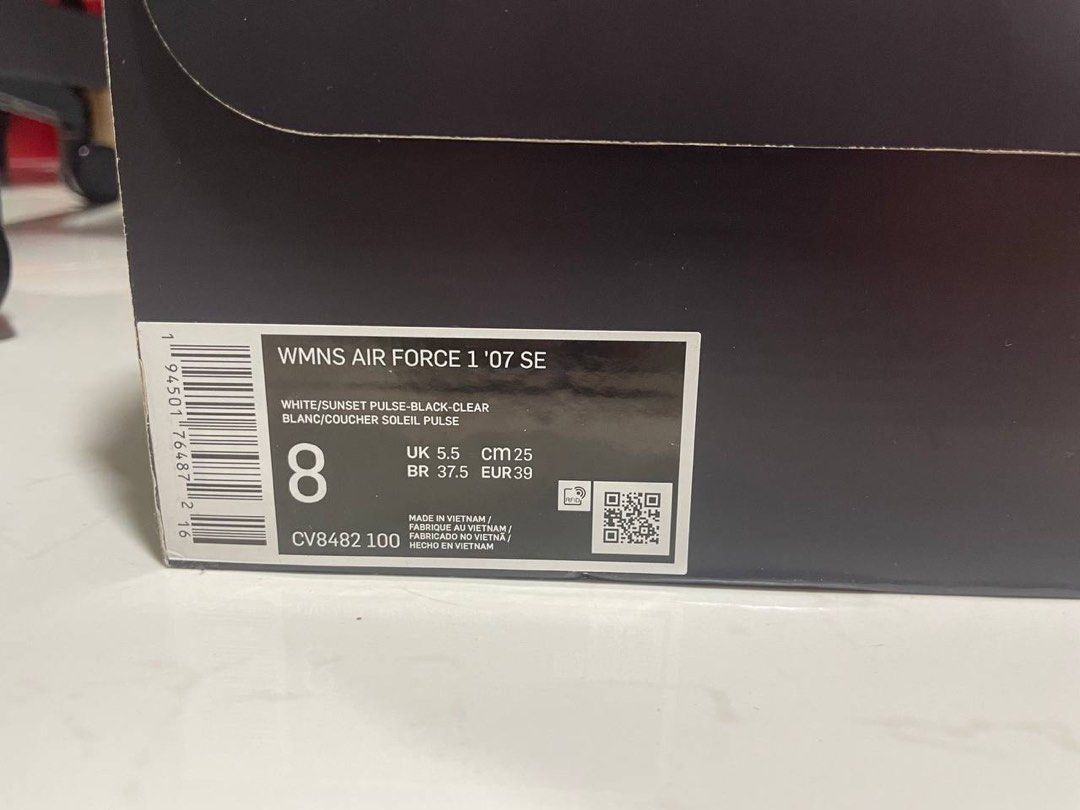 WMNS AIR FORCE 1 '07 SE
WHITE/SUNSET PULSE-BLACK-CLEAR
BLANC/COUCHER SOLEIL PULSE
8
UK 5.5 cm 25
BR 37.5 EUR 39
RFID
CV8482 100
MADE IN VIETNAM /
FABRIQUE AU VIETNAM /
FABRICADO NO VIETNÃ /
HECHO EN VIETNAM
1 94501 76487 2 16